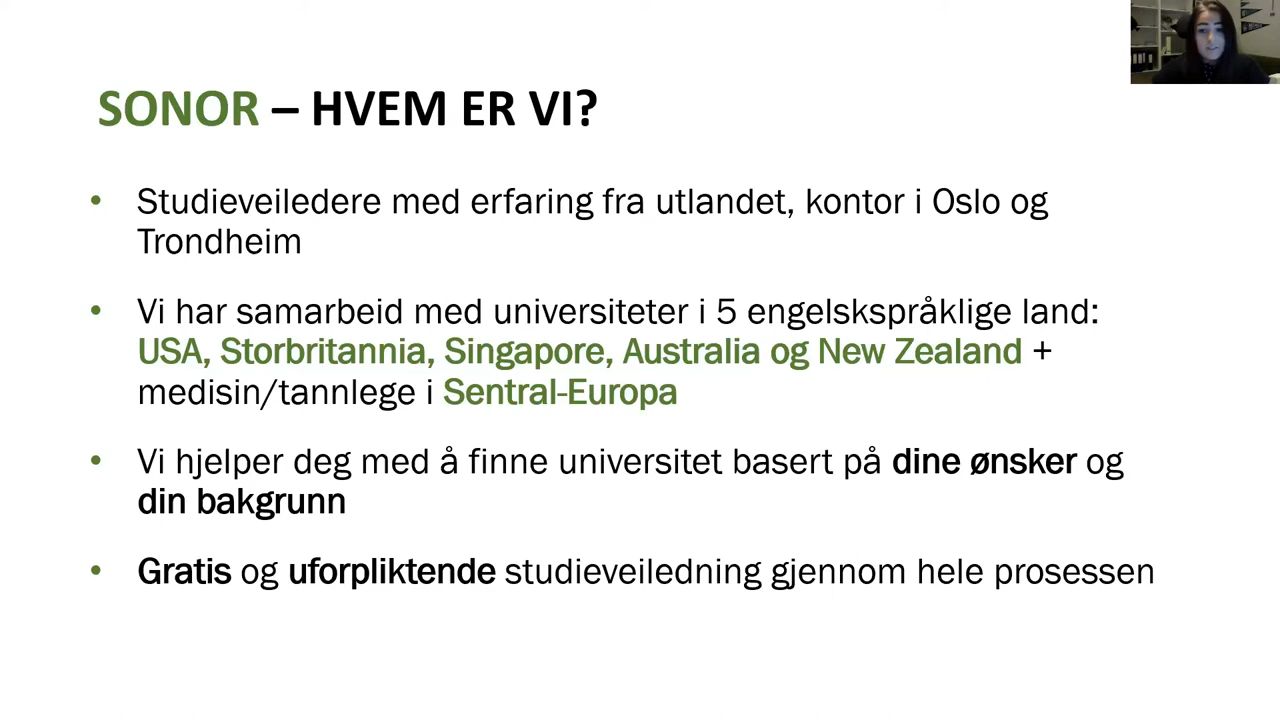 SONOR – HVEM ER VI?
• Studieveiledere med erfaring fra utlandet, kontor i Oslo og
Trondheim
• Vi har samarbeid med universiteter i 5 engelskspråklige land:
USA, Storbritannia, Singapore, Australia og New Zealand +
medisin/tannlege i Sentral-Europa
• Vi hjelper deg med å finne universitet basert på dine ønsker og
din bakgrunn
• Gratis og uforpliktende studieveiledning gjennom hele prosessen